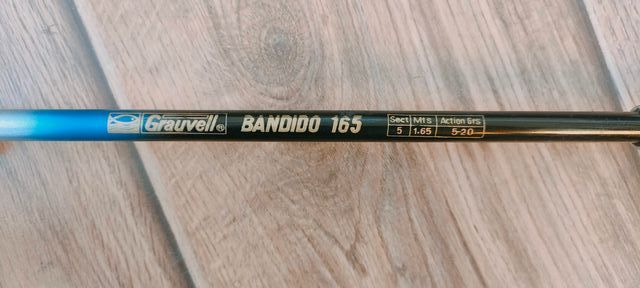 Grauvell® BANDIDO 165
Sect Mts Action Grs
5 1.65 5-20